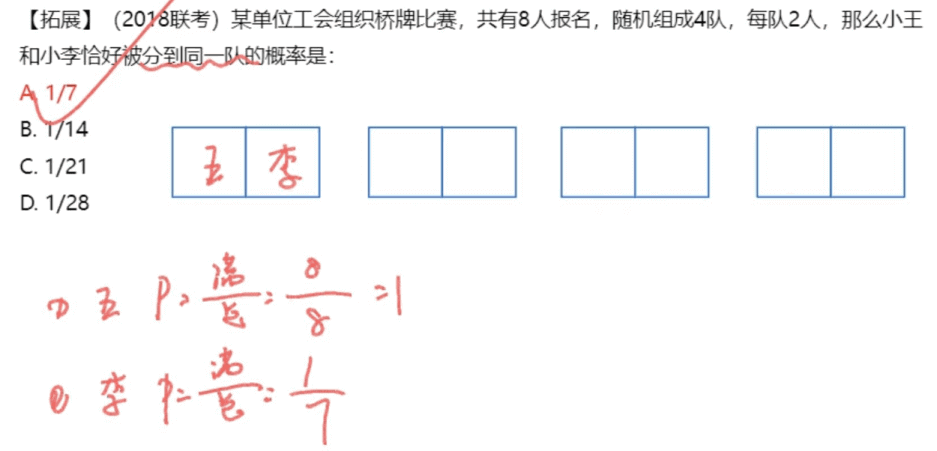 【拓展】（2018联考）某单位工会组织桥牌比赛，共有8人报名，随机组成4队，每队2人，那么小王
和小李恰好被分到同一队的概率是：
A. 1/7
B. 1/14
C. 1/21
D. 1/28
王 李
① 王 P= 满/总 = 8/8 =1
② 李 P= 满/总 = 1/7